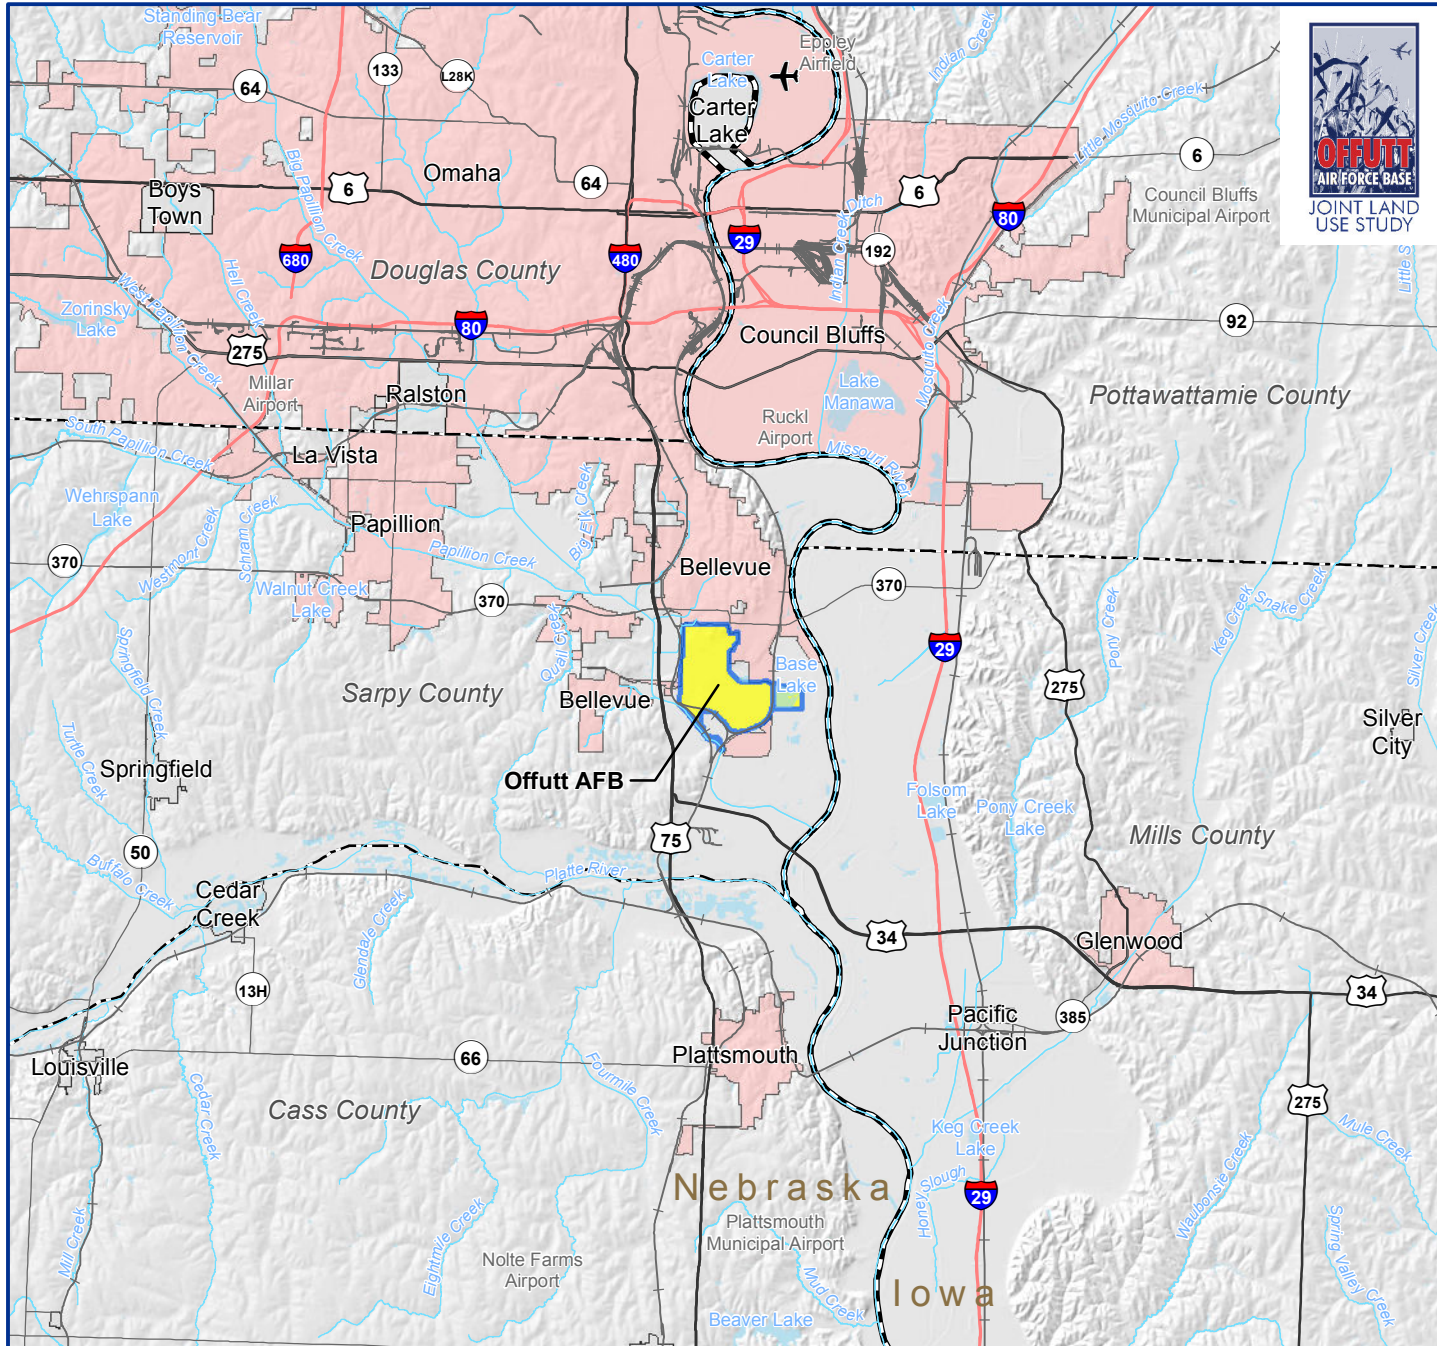 Standing Bear
Reservoir
133
L28K
64
Carter
Lake
Eppley
Airfield
Carter
Lake
Indian Creek
Little Mosquito Creek
OFFUTT
AIR FORCE BASE
JOINT LAND
USE STUDY
Boys
Town
6
Omaha
64
6
6
Council Bluffs
Municipal Airport
Big Papillion Creek
680
Douglas County
480
29
Indian Creek Ditch
192
80
Little S
Hell Creek
West Papillion Creek
Zorinsky
Lake
275
80
Council Bluffs
Mosquito Creek
92
Millar
Airport
Ralston
Lake
Manawa
Pottawattamie County
Ruckl
Airport
South Papillion Creek
La Vista
Missouri River
Wehrspann
Lake
Big Elk Creek
Papillion
Schram Creek
Westmont Creek
Papillion Creek
370
Walnut Creek
Lake
370
Bellevue
370
Pony Creek
Keg Creek
Snake Creek
Springfield Creek
Quail Creek
Base
Lake
29
275
Silver Creek
Sarpy County
Bellevue
Silver
City
Turtle Creek
Springfield
Offutt AFB
Folsom
Lake
Pony Creek
Lake
Mills County
50
75
Buffalo Creek
Cedar
Creek
Platte River
Glendale Creek
34
Glenwood
13H
34
Pacific
Junction
385
Louisville
66
Plattsmouth
Cedar Creek
Fourmile Creek
Cass County
275
Mule Creek
Keg Creek
Lake
Nebraska
Honey Slough
29
Waubonsie Creek
Mill Creek
Eightmile Creek
Nolte Farms
Airport
Plattsmouth
Municipal Airport
Mud Creek
Spring Valley Creek
Iowa
Beaver Lake